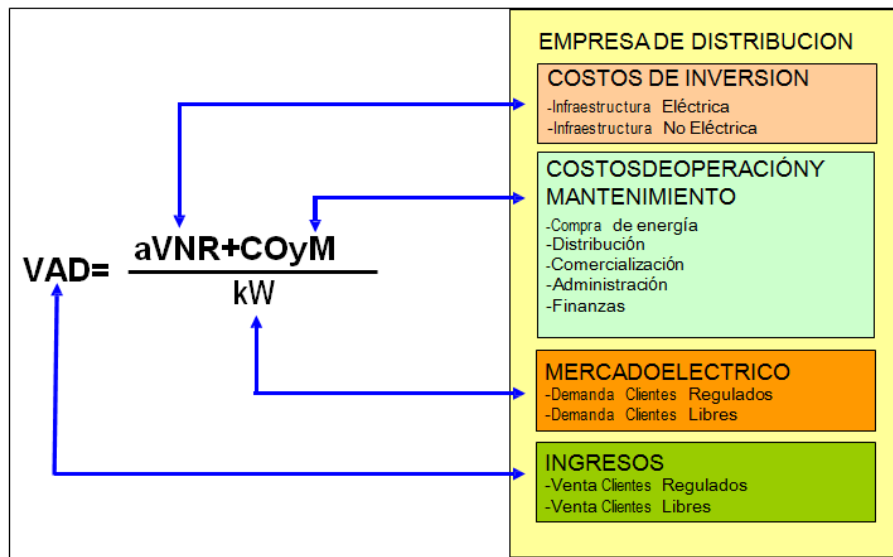 EMPRESA DE DISTRIBUCION
COSTOS DE INVERSION
-Infraestructura Eléctrica
-Infraestructura No Eléctrica
COSTOSDEOPERACIÓNY
MANTENIMIENTO
-Compra de energía
-Distribución
-Comercialización
-Administración
-Finanzas
VAD=
aVNR+COyM
kW
MERCADOELECTRICO
-Demanda Clientes Regulados
-Demanda Clientes Libres
INGRESOS
-Venta Clientes Regulados
-Venta Clientes Libres